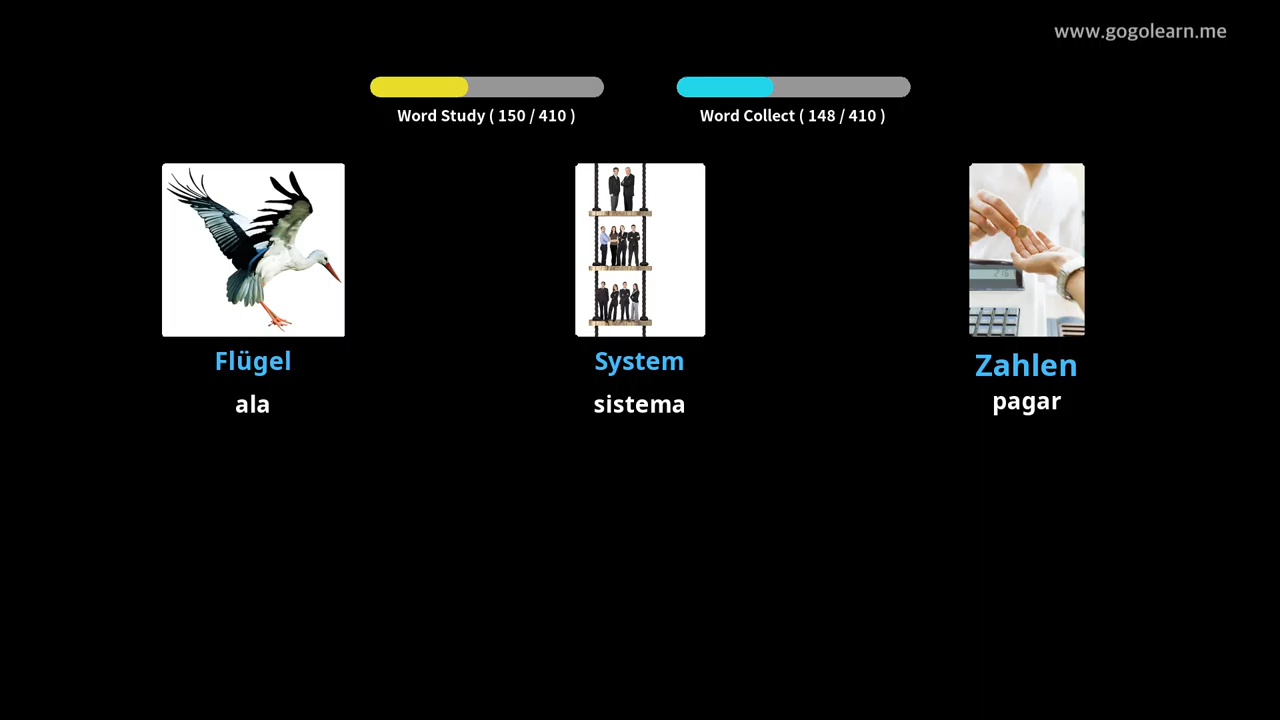 www.gogolearn.me
Word Study ( 150 / 410 )
Word Collect ( 148 / 410 )
Flügel
System
Zahlen
ala
sistema
pagar